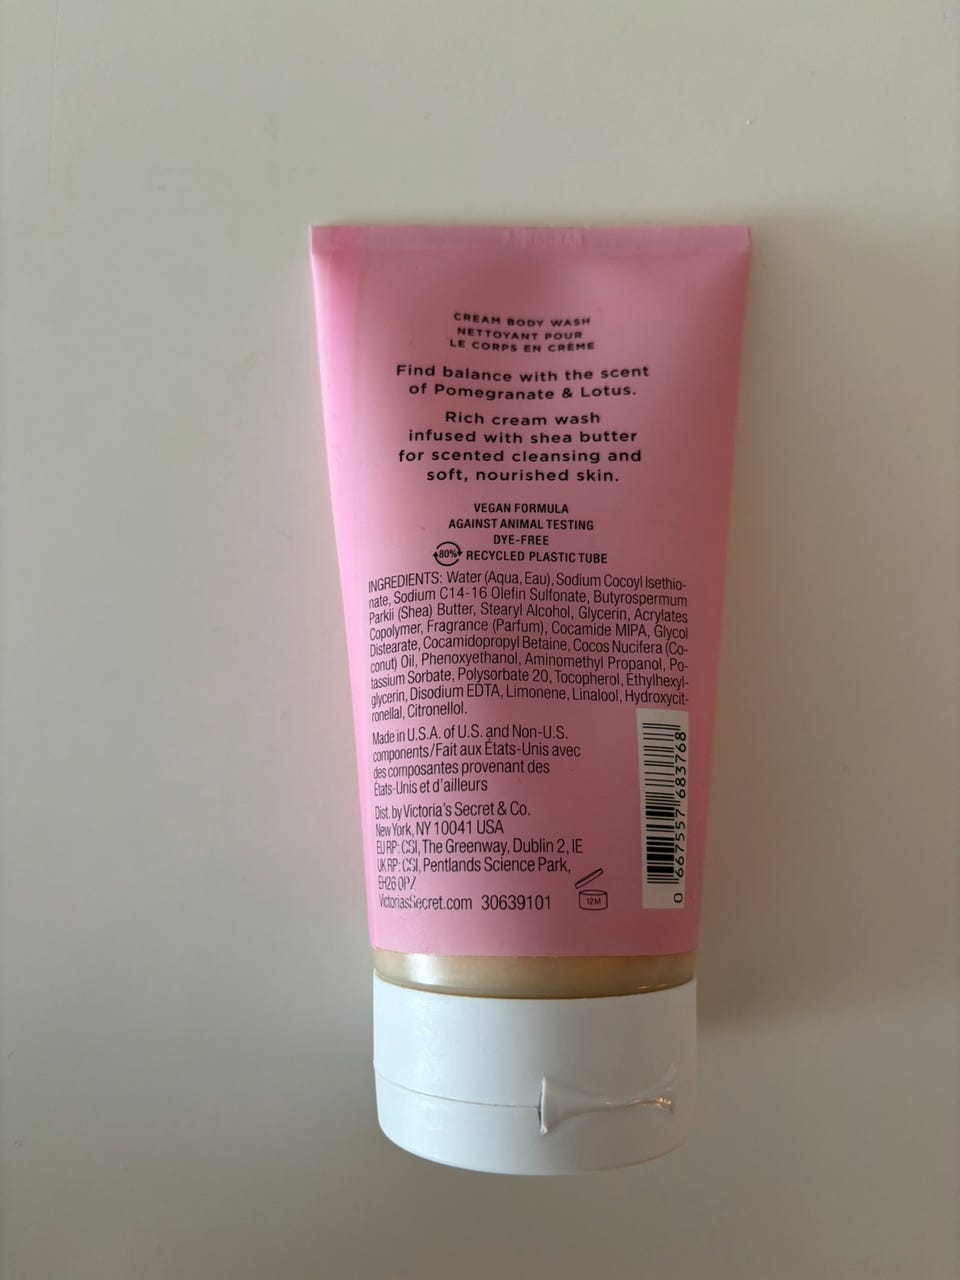 CREAM BODY WASH
NETTOYANT POUR
LE CORPS EN CRÈME
Find balance with the scent
of Pomegranate & Lotus.
Rich cream wash
infused with shea butter
for scented cleansing and
soft, nourished skin.
VEGAN FORMULA
AGAINST ANIMAL TESTING
DYE-FREE
80% RECYCLED PLASTIC TUBE
INGREDIENTS: Water (Aqua, Eau), Sodium Cocoyl Isethio-
nate, Sodium C14-16 Olefin Sulfonate, Butyrospermum
Parkii (Shea) Butter, Stearyl Alcohol, Glycerin, Acrylates
Copolymer, Fragrance (Parfum), Cocamide MIPA, Glycol
Distearate, Cocamidopropyl Betaine, Cocos Nucifera (Co-
conut) Oil, Phenoxyethanol, Aminomethyl Propanol, Po-
tassium Sorbate, Polysorbate 20, Tocopherol, Ethylhexyl-
glycerin, Disodium EDTA, Limonene, Linalool, Hydroxycit-
ronellal, Citronellol.
Made in U.S.A. of U.S. and Non-U.S.
components/Fait aux États-Unis avec
des composantes provenant des
États-Unis et d'ailleurs
Dist. by Victoria's Secret & Co.
New York, NY 10041 USA
EU RP: CSI, The Greenway, Dublin 2, IE
UK RP: CSI, Pentlands Science Park,
EH26 0PZ
VictoriasSecret.com 30639101
12M
0 667557 683768